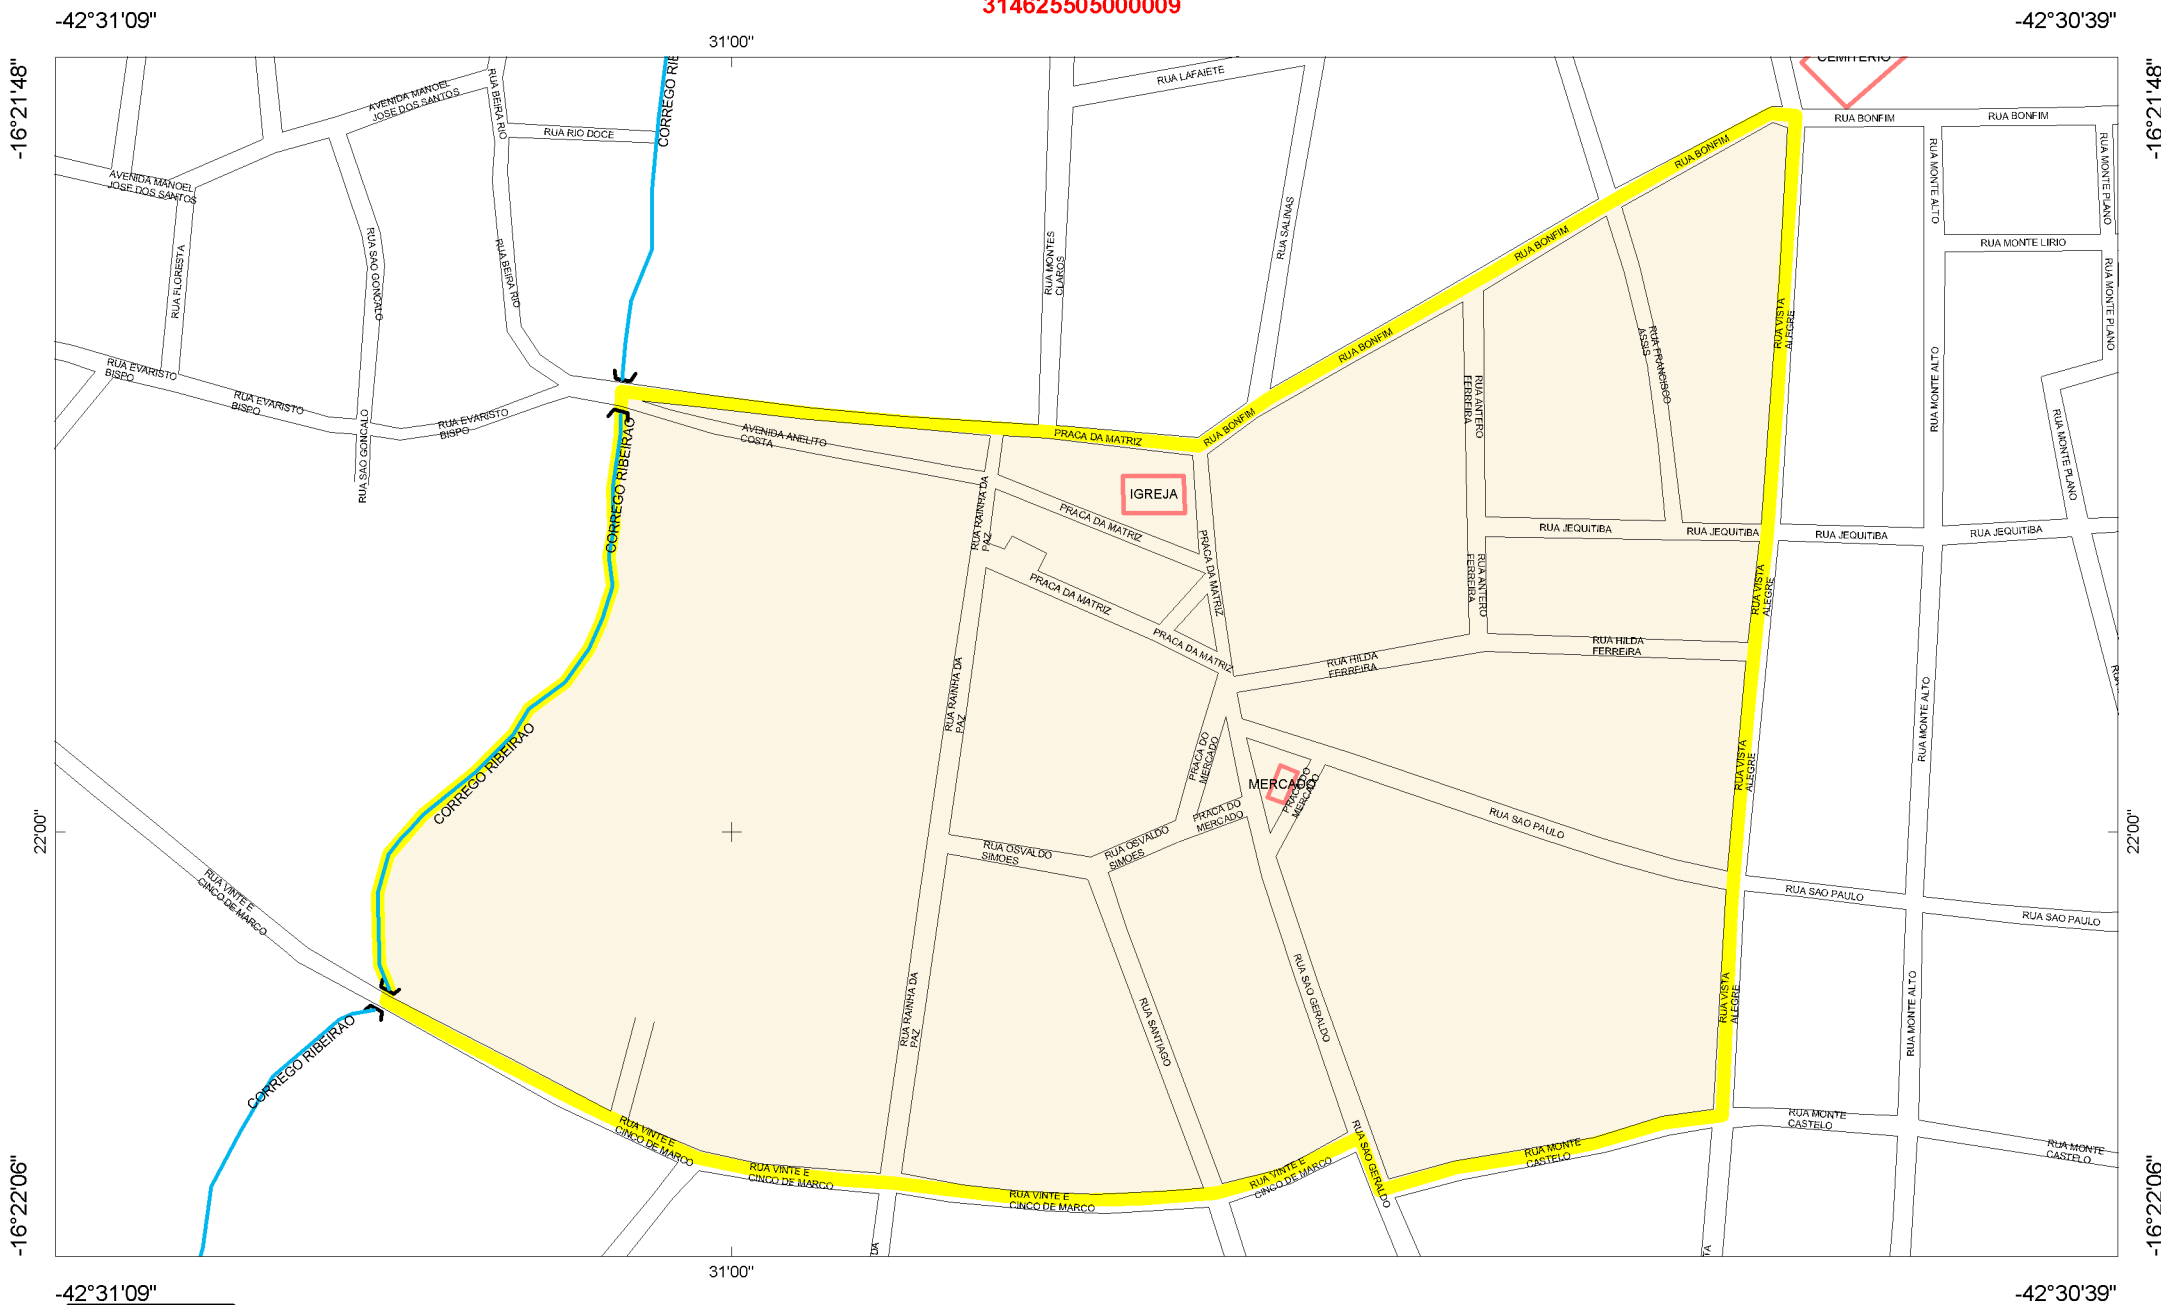 314625505000009
-42°31'09"
-42°30'39"
31'00"
-16°21'48"
-16°21'48"
CEMITERIO
CORREGO RIB
RUA LAFAIETE
AVENIDA MANOEL
JOSE DOS SANTOS
RUA BEIRA RIO
RUA RIO DOCE
RUA BONFIM
RUA BONFIM
RUA BONFIM
RUA MONTE ALTO
RUA MONTE PLANO
AVENIDA MANOEL
JOSE DOS SANTOS
RUA FLORESTA
RUA SAO GONCALO
RUA BEIRA RIO
RUA MONTES
CLAROS
RUA SALINAS
RUA BONFIM
RUA MONTE LIRIO
RUA MONTE PLANO
RUA VISTA
ALEGRE
RUA FRANCISCO
ASSIS
RUA BONFIM
RUA EVARISTO
BISPO
RUA EVARISTO
BISPO
RUA EVARISTO
BISPO
RUA SAO GONCALO
RUA ANTERO
FERREIRA
RUA MONTE ALTO
RUA MONTE PLANO
AVENIDA ANELITO
COSTA
PRACA DA MATRIZ
RUA BONFIM
CORREGO RIBEIRAO
IGREJA
RUA RAINHA DA
PAZ
PRACA DA MATRIZ
PRACA DA MATRIZ
RUA JEQUITIBA
RUA JEQUITIBA
RUA JEQUITIBA
RUA JEQUITIBA
PRACA DA MATRIZ
PRACA DA MATRIZ
RUA ANTERO
FERREIRA
RUA VISTA
ALEGRE
RUA HILDA
FERREIRA
RUA HILDA
FERREIRA
RUA RAINHA DA
PAZ
RUA MONTE ALTO
CORREGO RIBEIRAO
PRACA DO
MERCADO
MERCADO
PRACA DO
MERCADO
PRACA DO
MERCADO
RUA VISTA
ALEGRE
RUA SAO PAULO
22'00"
22'00"
RUA OSVALDO
SIMOES
RUA OSVALDO
SIMOES
RUA VINTE E
CINCO DE MARCO
RUA SAO PAULO
RUA SAO PAULO
RUA RAINHA DA
PAZ
RUA SANTIAGO
RUA SAO GERALDO
RUA VISTA
ALEGRE
RUA MONTE ALTO
CORREGO RIBEIRAO
RUA VINTE E
CINCO DE MARCO
RUA VINTE E
CINCO DE MARCO
RUA VINTE E
CINCO DE MARCO
RUA VINTE E
CINCO DE MARCO
RUA SAO GERALDO
RUA MONTE
CASTELO
RUA MONTE
CASTELO
RUA MONTE
CASTELO
DA
TA
-16°22'06"
-16°22'06"
31'00"
-42°31'09"
-42°30'39"